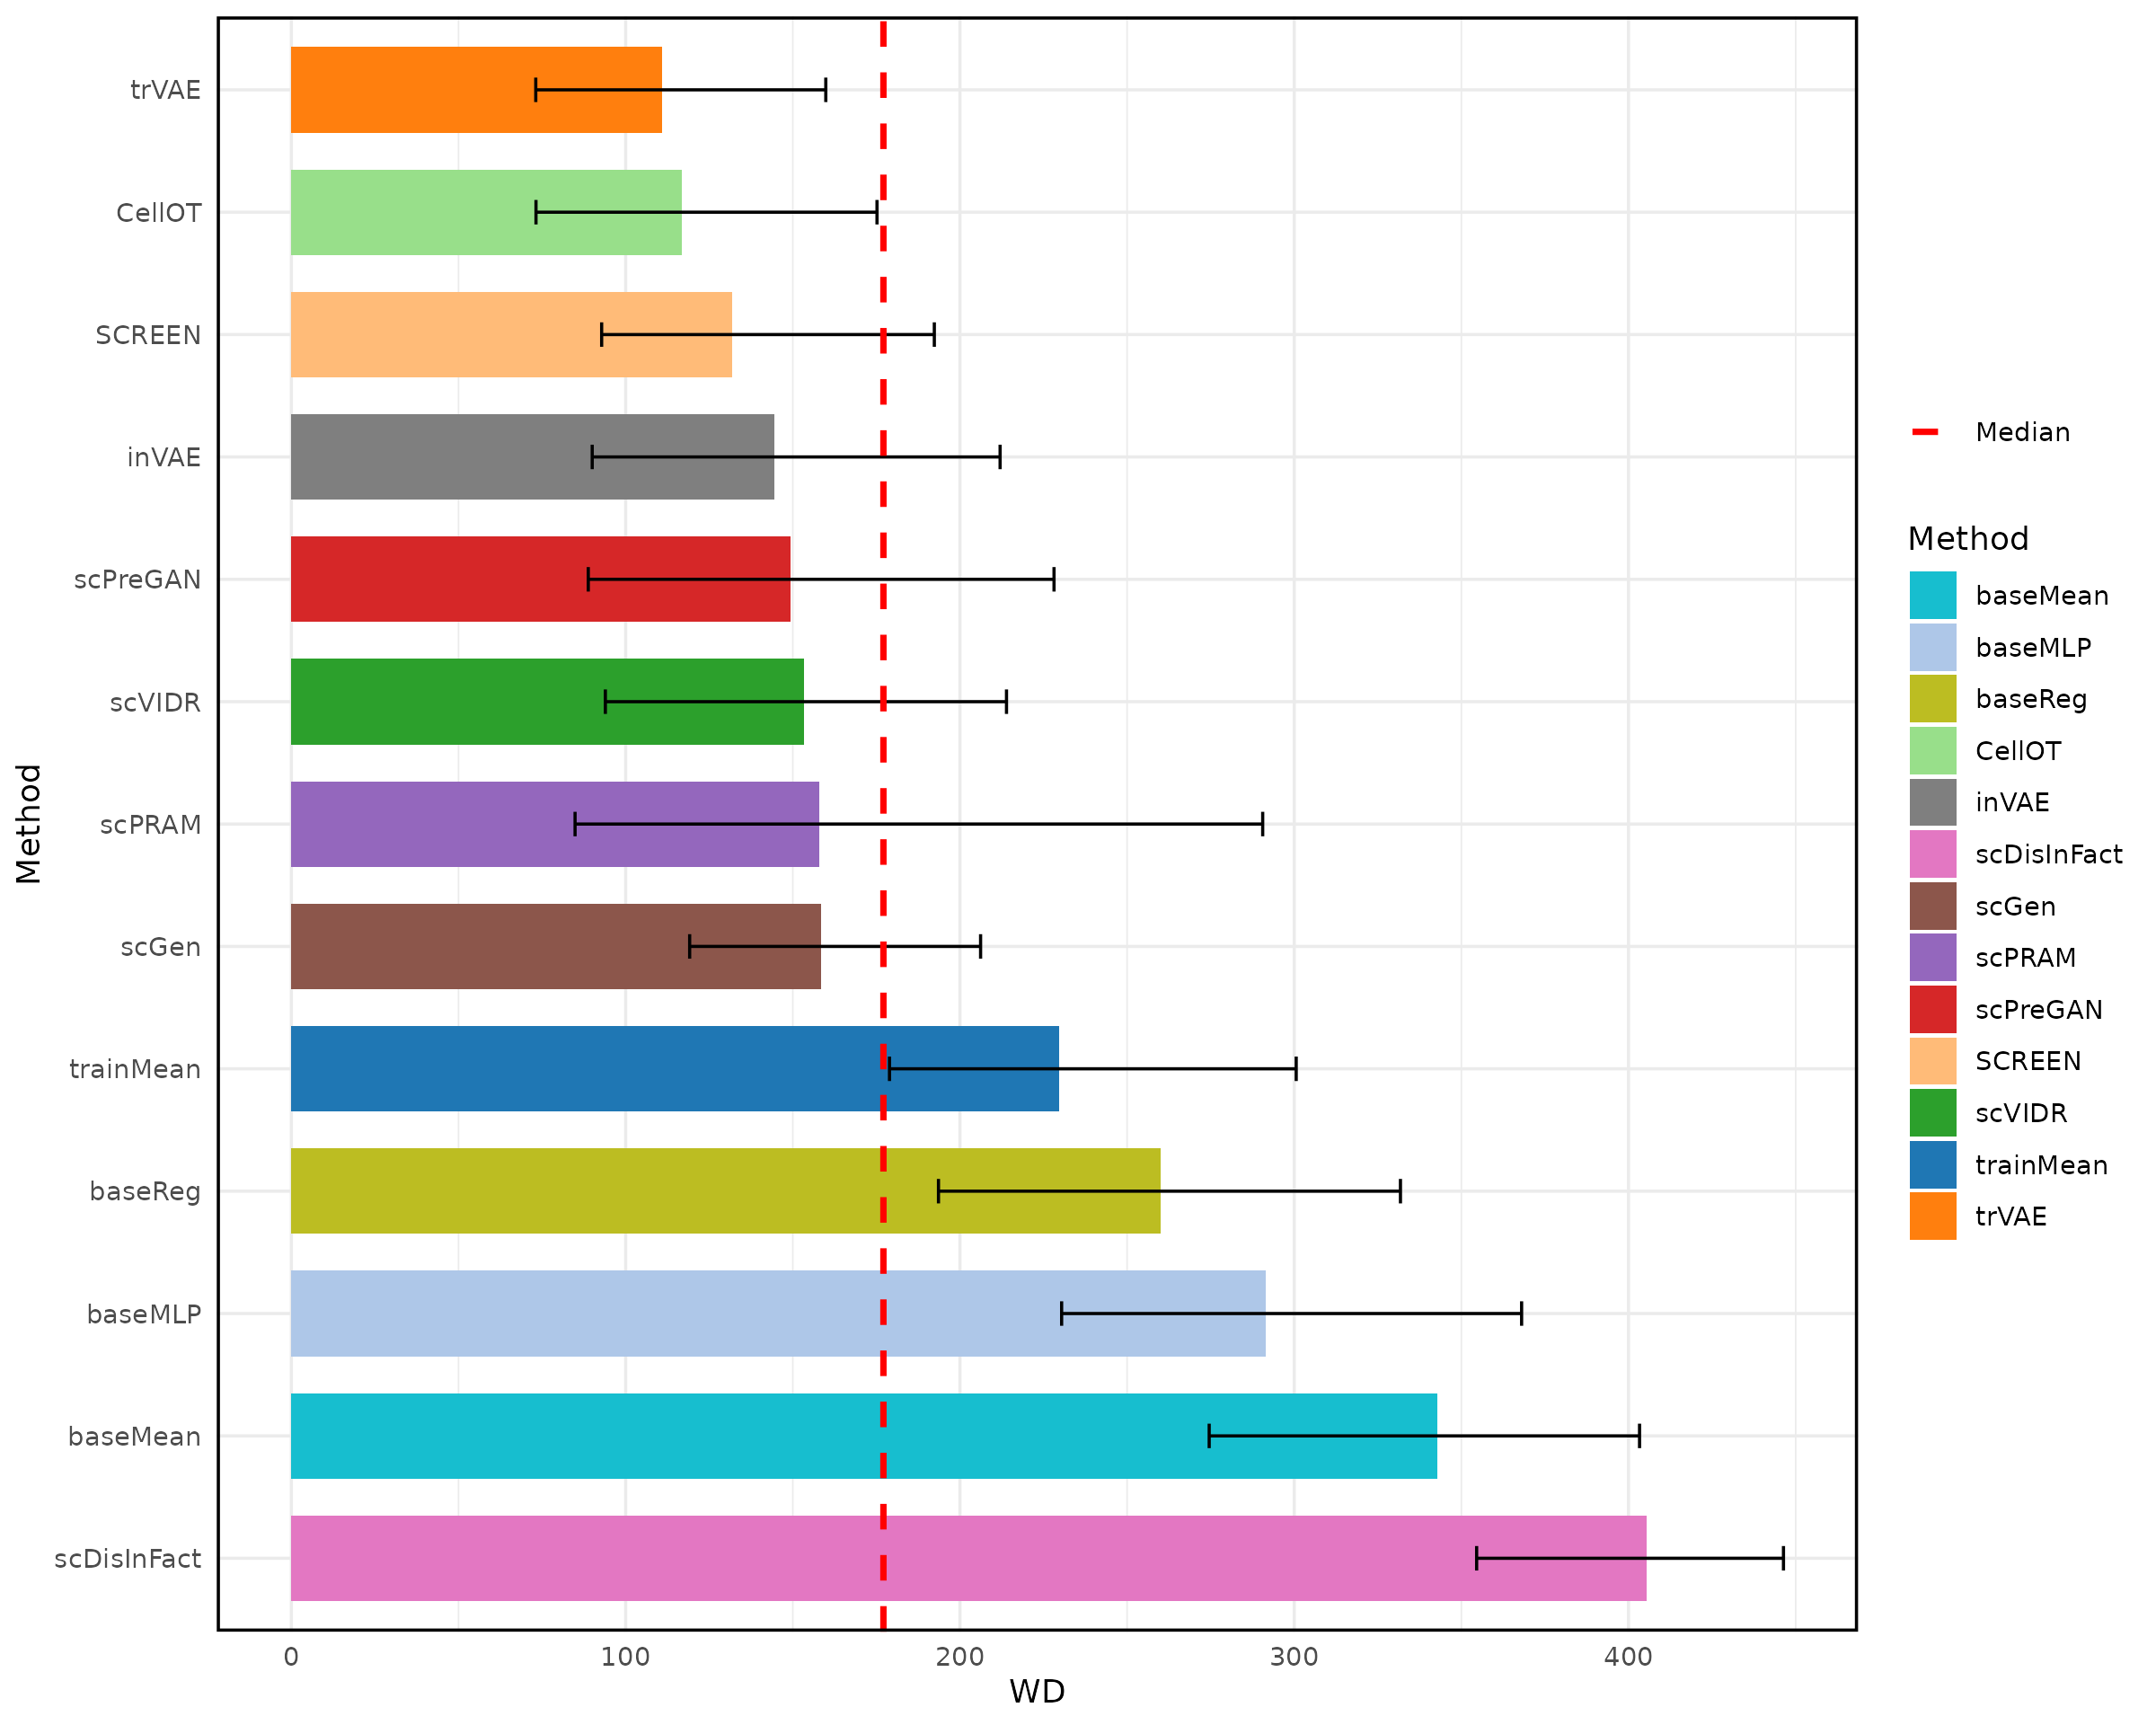 Method
trVAE
CellOT
SCREEN
inVAE
scPreGAN
scVIDR
scPRAM
scGen
trainMean
baseReg
baseMLP
baseMean
scDisInFact
0 100 200 300 400
WD
Median
Method
baseMean
baseMLP
baseReg
CellOT
inVAE
scDisInFact
scGen
scPRAM
scPreGAN
SCREEN
scVIDR
trainMean
trVAE